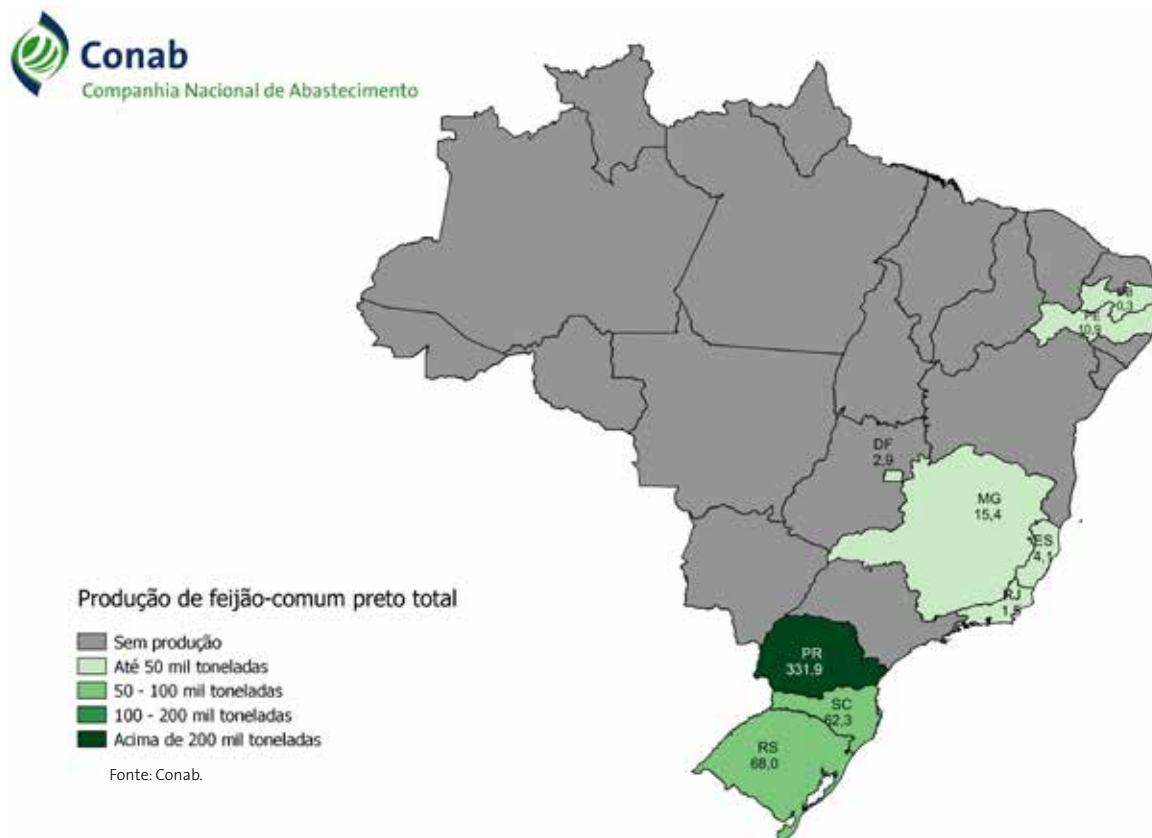 Conab
Companhia Nacional de Abastecimento
0,3
PE
10,9
DF
2,9
MG
15,4
ES
4,1
RJ
PR
331,9
SC
62,3
RS
68,0
Produção de feijão-comum preto total
Sem produção
Até 50 mil toneladas
50 - 100 mil toneladas
100 - 200 mil toneladas
Acima de 200 mil toneladas
Fonte: Conab.